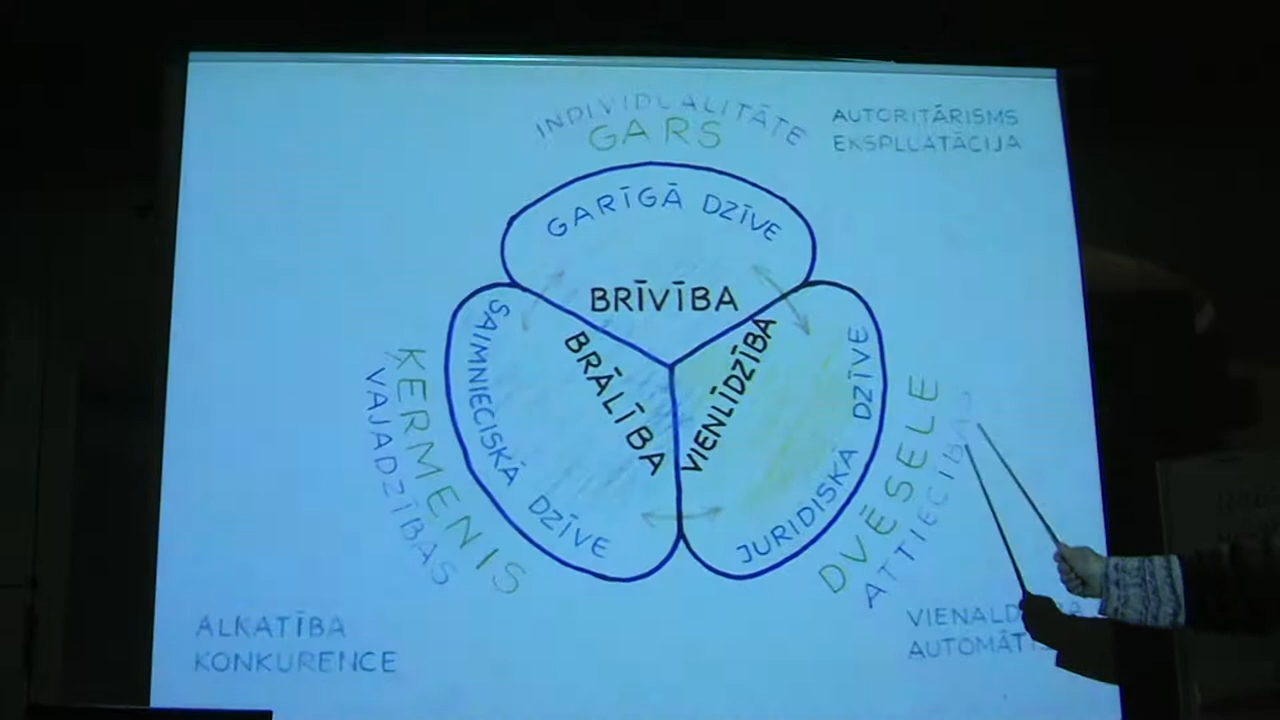 INDIVIDUALITĀTE
GARS
AUTORITĀRISMS
EKSPLUATĀCIJA
GARĪGĀ DZĪVE
BRĪVĪBA
SAIMNIECISKĀ DZĪVE
BRĀLĪBA
VIENLĪDZĪBA
JURIDISKĀ DZĪVE
ĶERMENIS
VAJADZĪBAS
DVĒSELE
ALKATĪBA
KONKURENCE